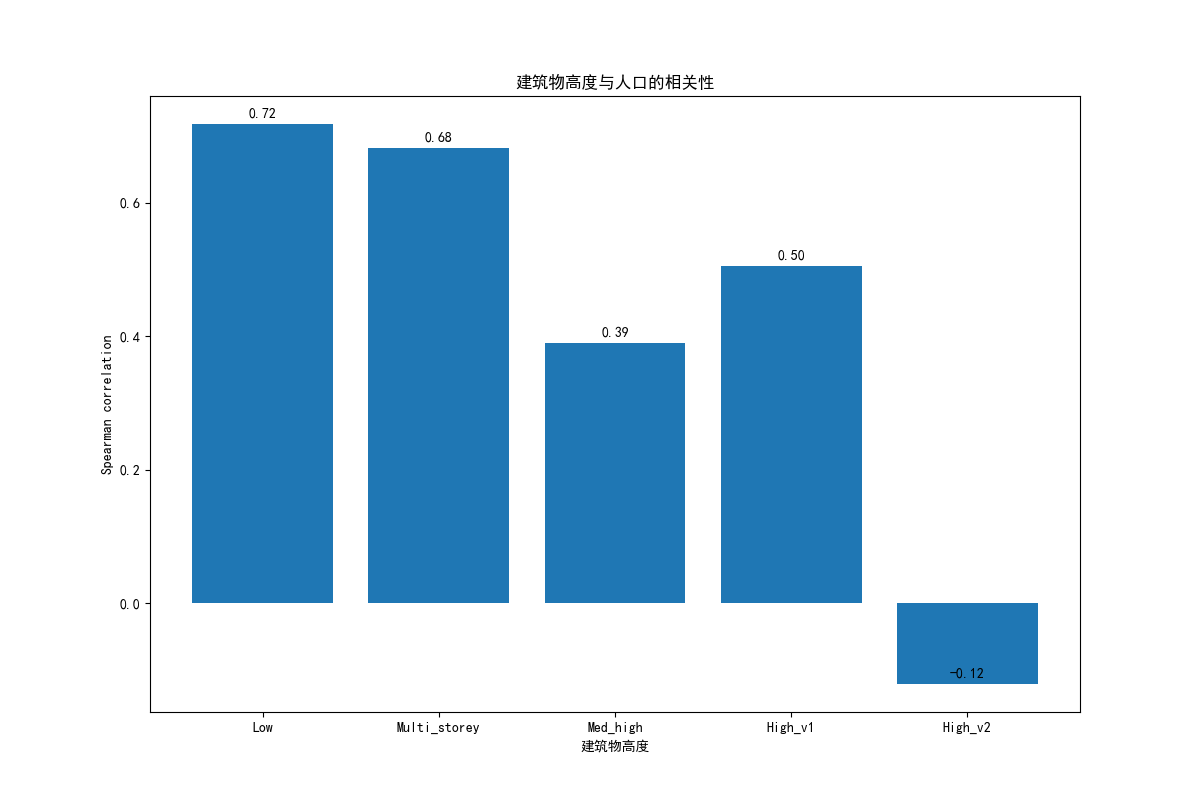 建筑物高度与人口的相关性
0.72
0.68
0.39
0.50
-0.12
0.6
0.4
0.2
0.0
Spearman correlation
Low
Multi_storey
Med_high
High_v1
High_v2
建筑物高度